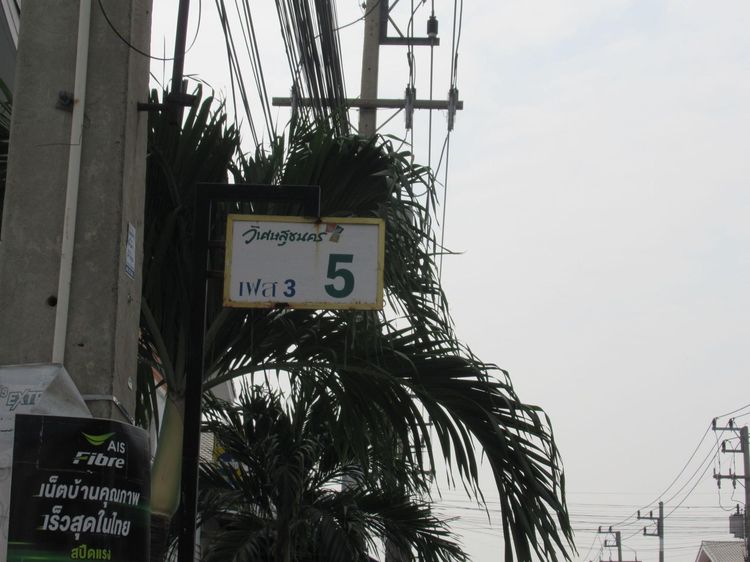 วิเศษสุขนคร
เฟส 3 5
AIS
Fibre
เน็ตบ้านคุณภาพ
เร็วสุดในไทย
สปีดแรง